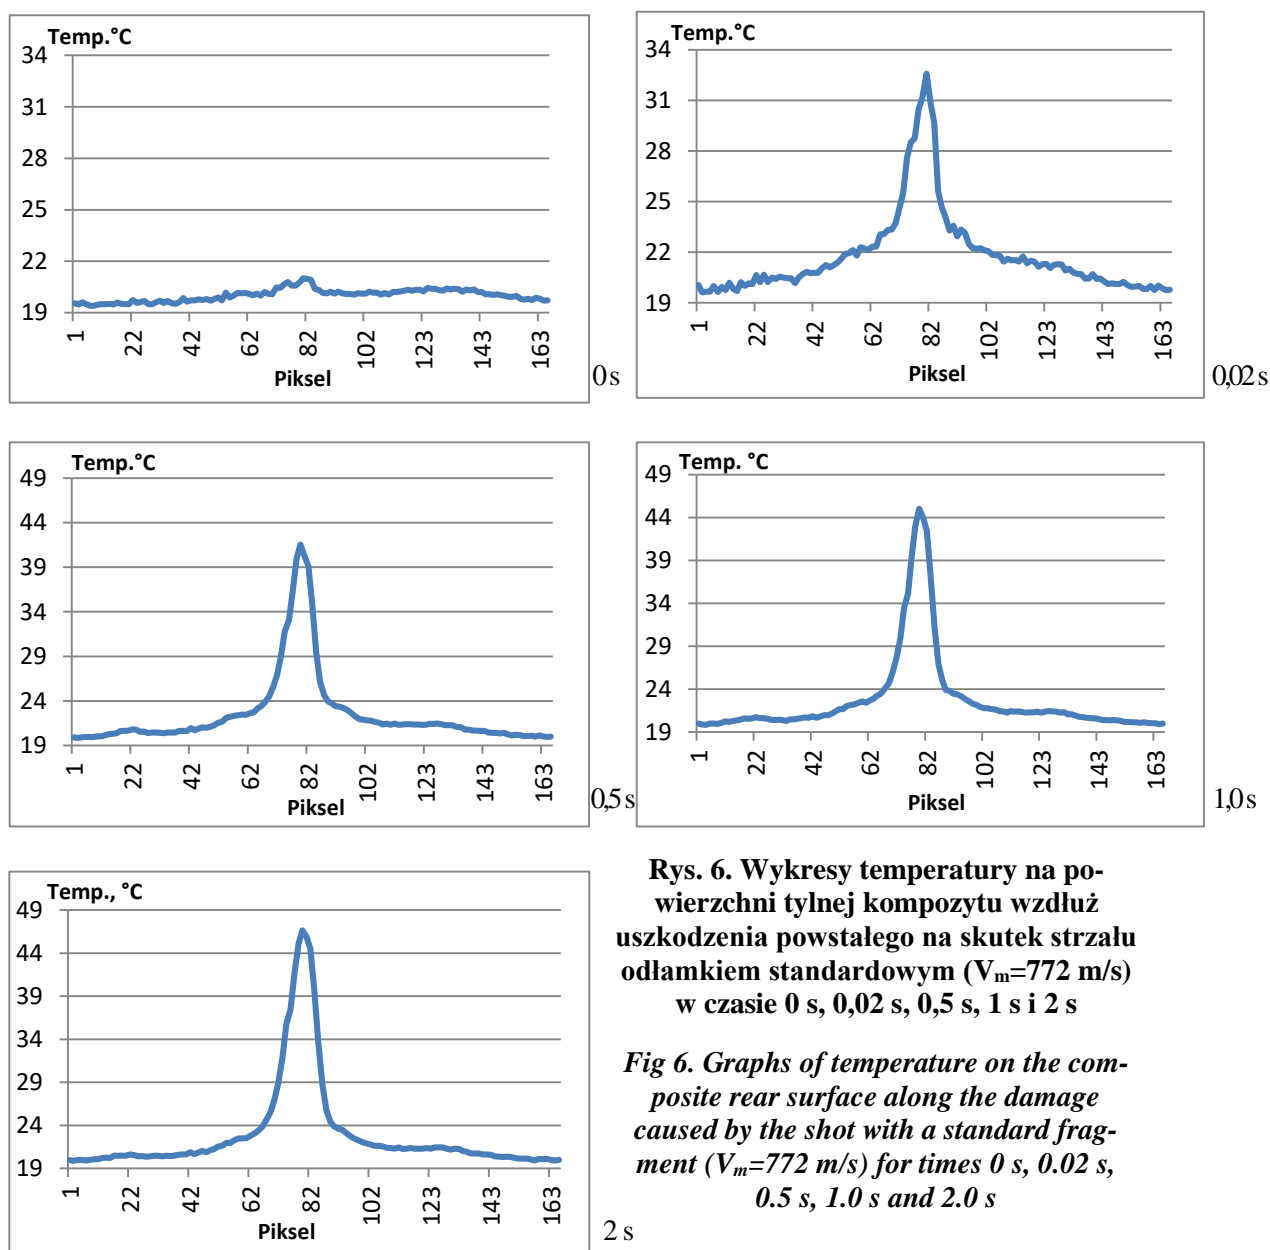 Temp.°C
34
31
28
25
22
19
1 22 42 62 82 102 123 143 163
Piksel
0 s
Temp.°C
34
31
28
25
22
19
1 22 42 62 82 102 123 143 163
Piksel
0,02 s
Temp.°C
49
44
39
34
29
24
19
1 22 42 62 82 102 123 143 163
Piksel
0,5 s
Temp. °C
49
44
39
34
29
24
19
1 22 42 62 82 102 123 143 163
Piksel
1,0 s
Temp., °C
49
44
39
34
29
24
19
1 22 42 62 82 102 122 142 163
Piksel
2 s
Rys. 6. Wykresy temperatury na po-
wierzchni tylnej kompozytu wzdłuż
uszkodzenia powstałego na skutek strzału
odłamkiem standardowym (Vm=772 m/s)
w czasie 0 s, 0,02 s, 0,5 s, 1 s i 2 s
Fig 6. Graphs of temperature on the com-
posite rear surface along the damage
caused by the shot with a standard frag-
ment (Vm=772 m/s) for times 0 s, 0.02 s,
0.5 s, 1.0 s and 2.0 s